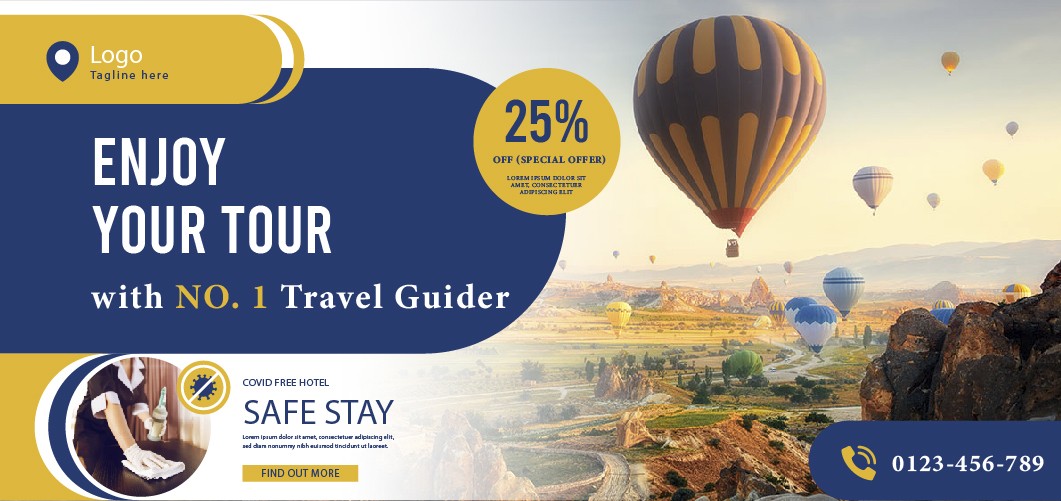 Logo
Tagline here
ENJOY
YOUR TOUR
with NO. 1 Travel Guider
25%
OFF (SPECIAL OFFER)
LOREM IPSUM DOLOR SIT
AMET, CONSECTETUER
ADIPISCING ELIT
COVID FREE HOTEL
SAFE STAY
Lorem ipsum dolor sit amet, consectetuer adipiscing elit,
sed diam nonummy nibh euismod tincidunt ut laoreet.
FIND OUT MORE
0123-456-789